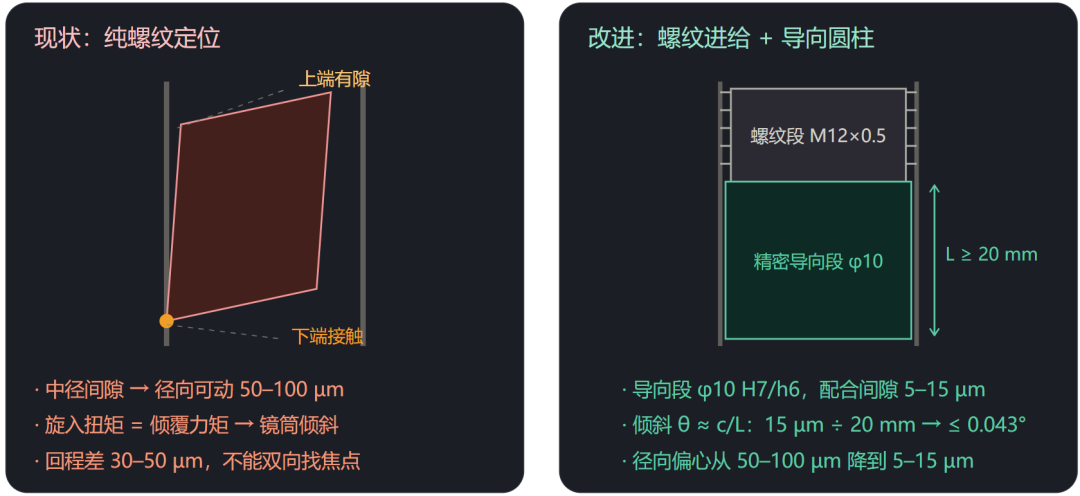 现状：纯螺纹定位
上端有隙
下端接触
· 中径间隙 → 径向可动 50–100 μm
· 旋入扭矩 = 倾覆力矩 → 镜筒倾斜
· 回程差 30–50 μm，不能双向找焦点
改进：螺纹进给 + 导向圆柱
螺纹段 M12×0.5
精密导向段 φ10
L ≥ 20 mm
· 导向段 φ10 H7/h6，配合间隙 5–15 μm
· 倾斜 θ ≈ c/L：15 μm ÷ 20 mm → ≤ 0.043°
· 径向偏心从 50–100 μm 降到 5–15 μm